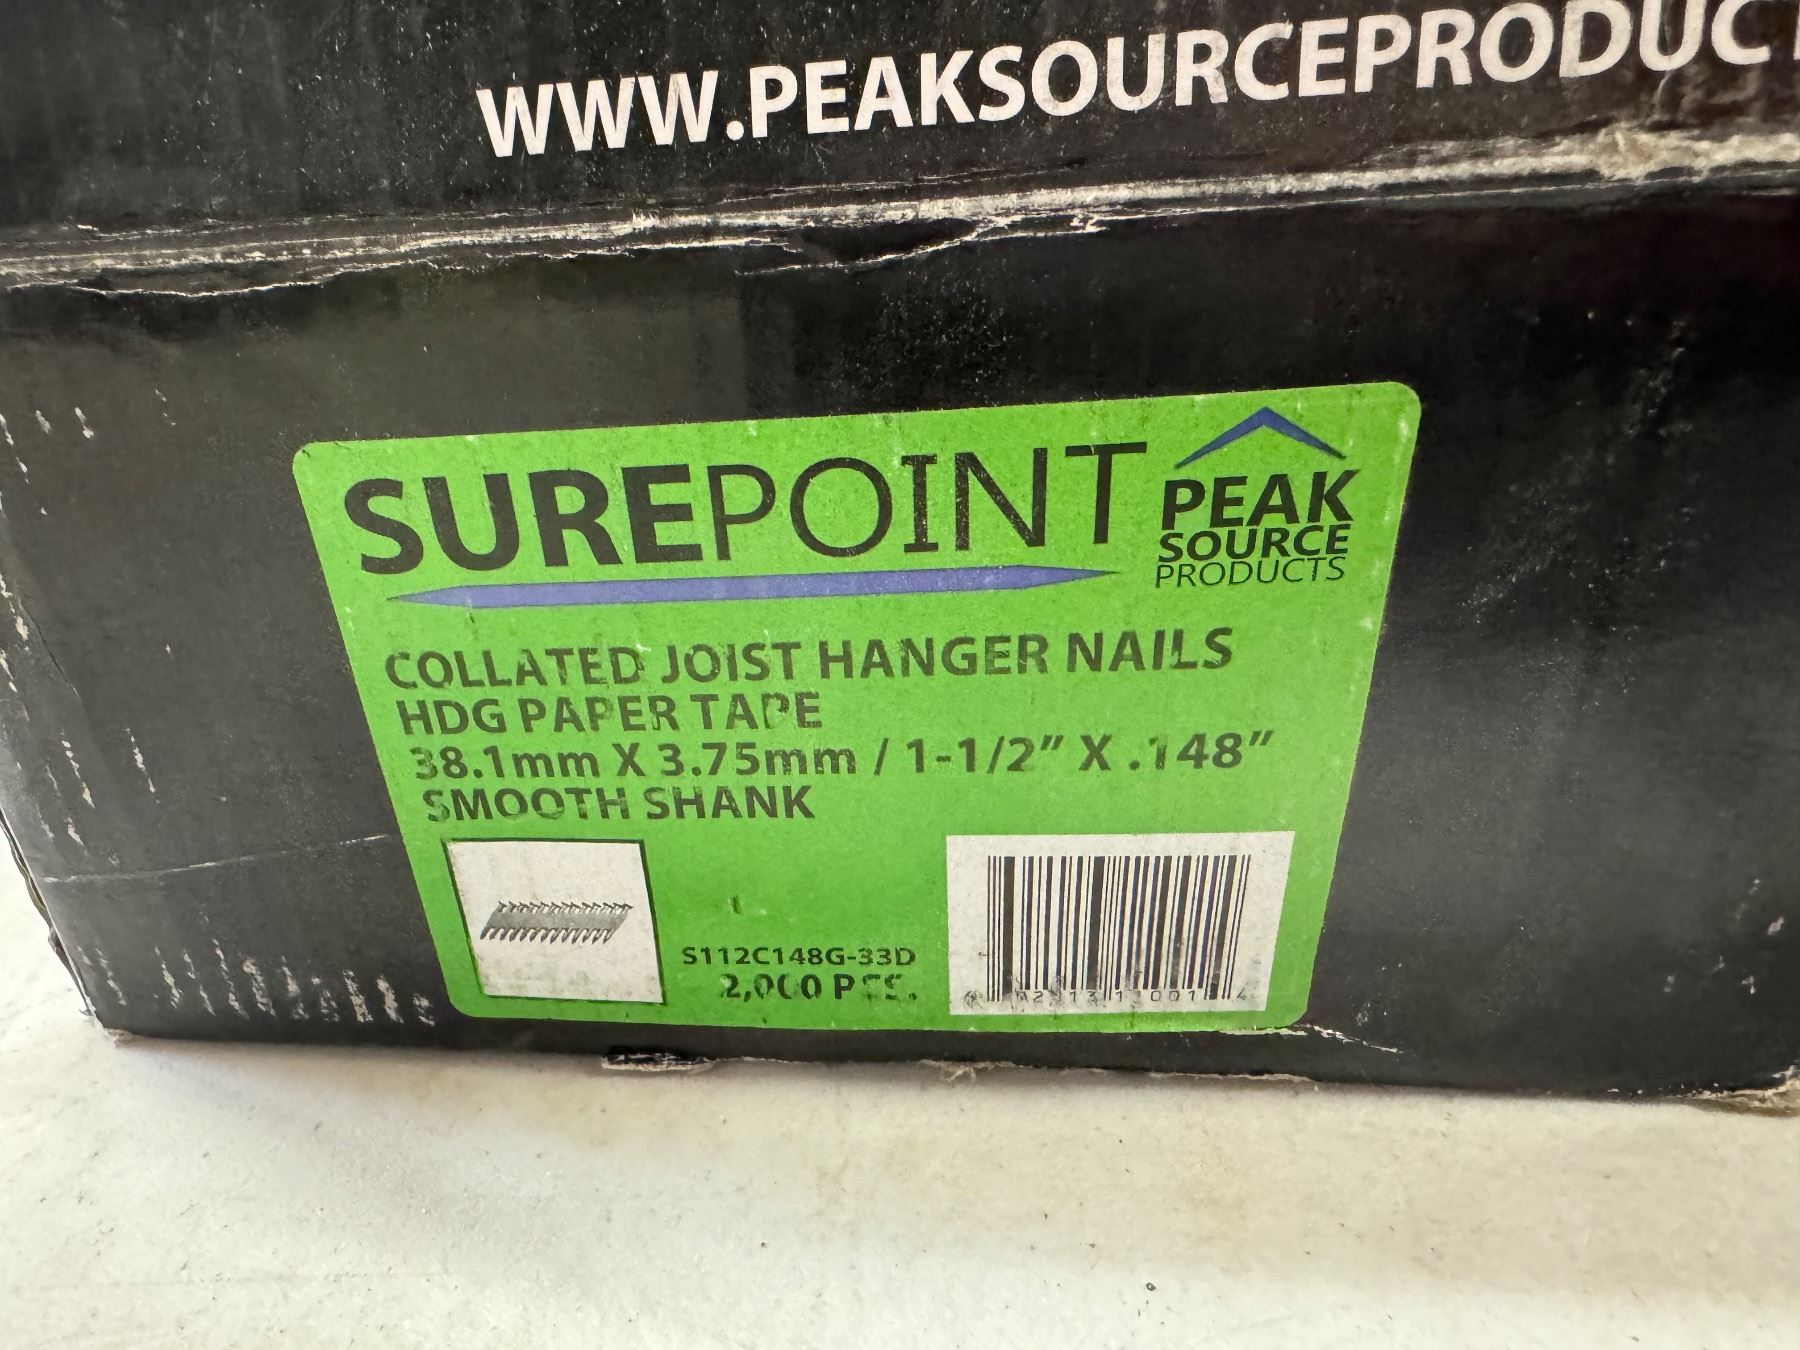 WWW.PEAKSOURCEPRODUCT
SUREPOINT
PEAK
SOURCE
PRODUCTS
COLLATED JOIST HANGER NAILS
HDG PAPER TAPE
38.1mm X 3.75mm / 1-1/2” X .148”
SMOOTH SHANK
S112C148G-33D
2,000 PCS.